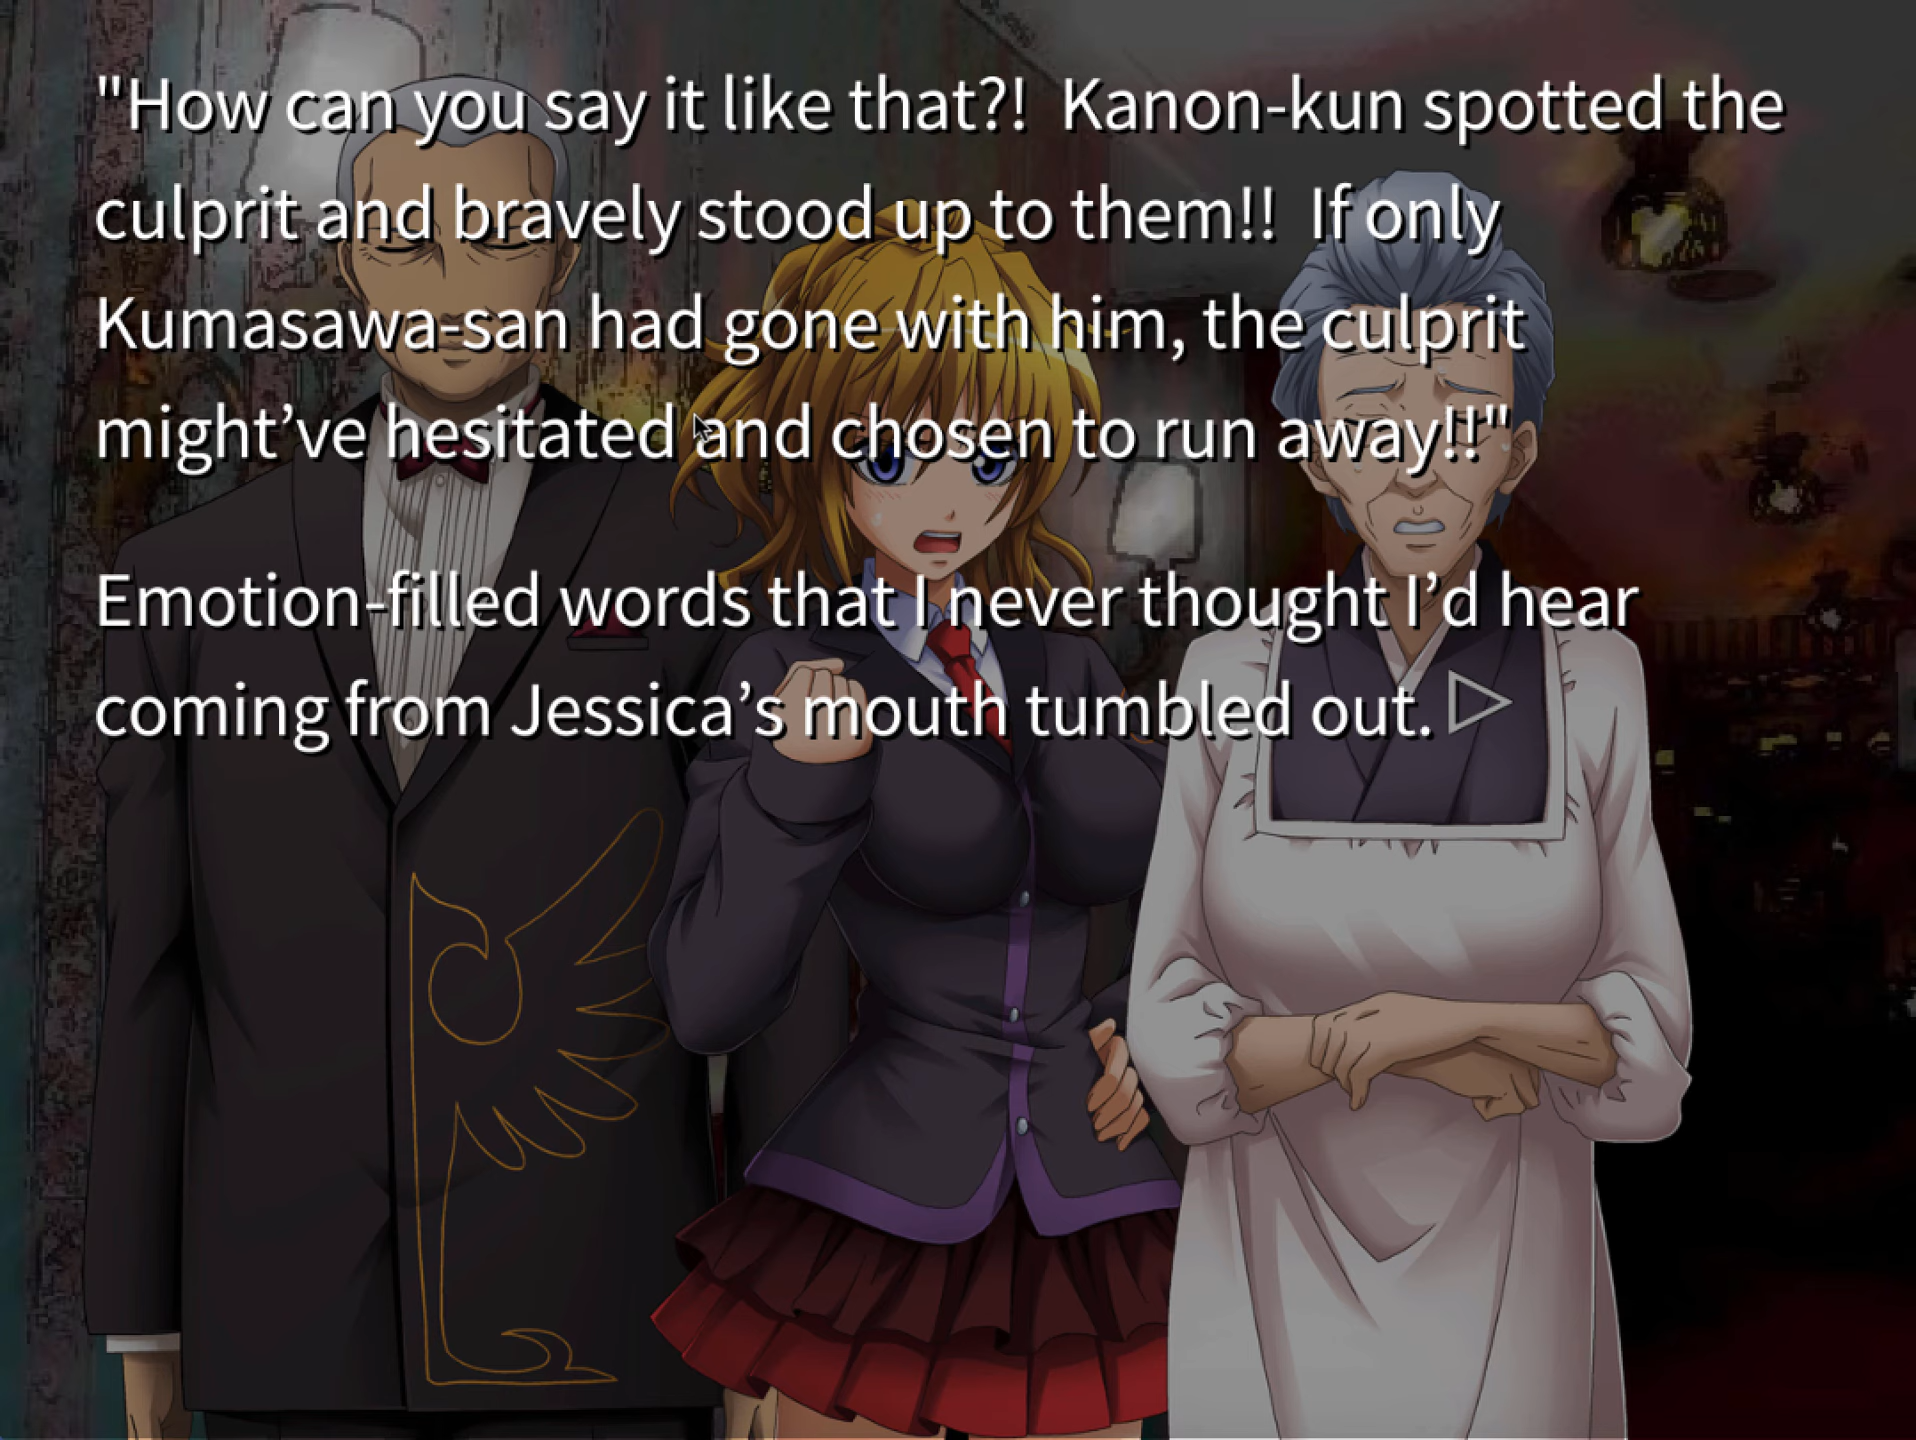 "How can you say it like that?!  Kanon-kun spotted the
culprit and bravely stood up to them!!  If only
Kumasawa-san had gone with him, the culprit
might’ve hesitated and chosen to run away!!"
Emotion-filled words that I never thought I’d hear
coming from Jessica’s mouth tumbled out.